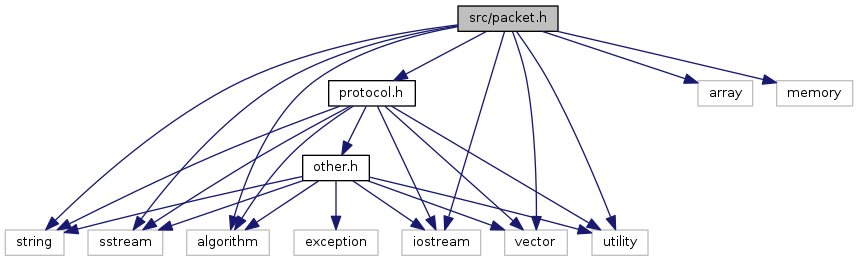 src/packet.h
protocol.h
array
memory
other.h
string
sstream
algorithm
exception
iostream
vector
utility